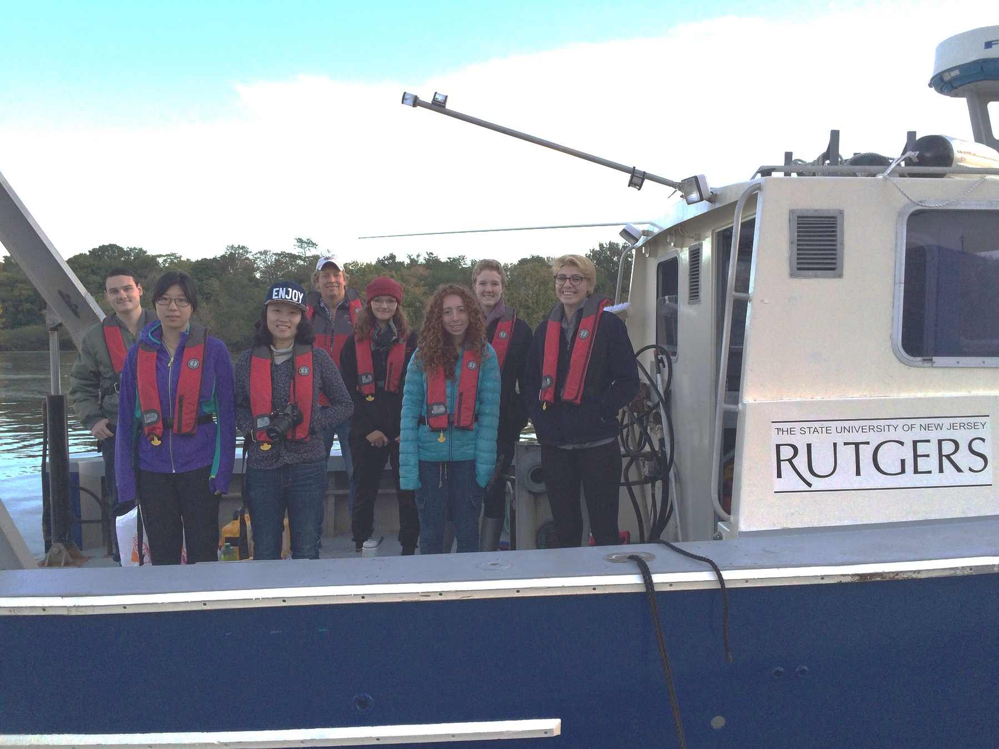 ENJOY
THE STATE UNIVERSITY OF NEW JERSEY
RUTGERS